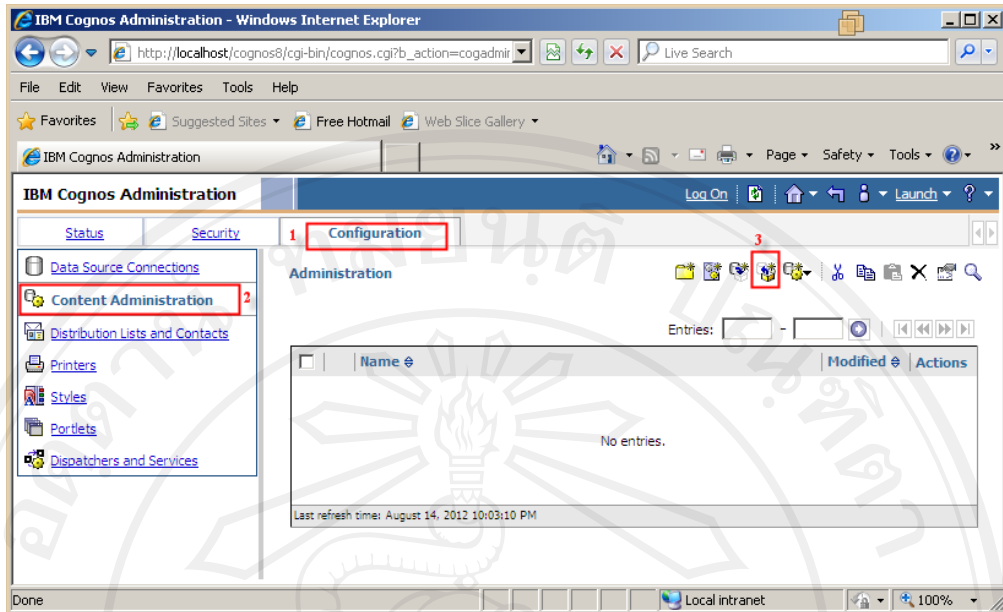 IBM Cognos Administration - Windows Internet Explorer
http://localhost/cognos8/cgi-bin/cognos.cgi?b_action=cogadmir
Live Search
File Edit View Favorites Tools Help
Favorites Suggested Sites Free Hotmail Web Slice Gallery
IBM Cognos Administration
Page Safety Tools »
IBM Cognos Administration
Log On Launch ?
Status Security 1 Configuration
3
Data Source Connections
Administration
Content Administration 2
Distribution Lists and Contacts
Entries: -
Printers
Name Modified Actions
Styles
Portlets
No entries.
Dispatchers and Services
Last refresh time: August 14, 2012 10:03:10 PM
Done Local intranet 100%